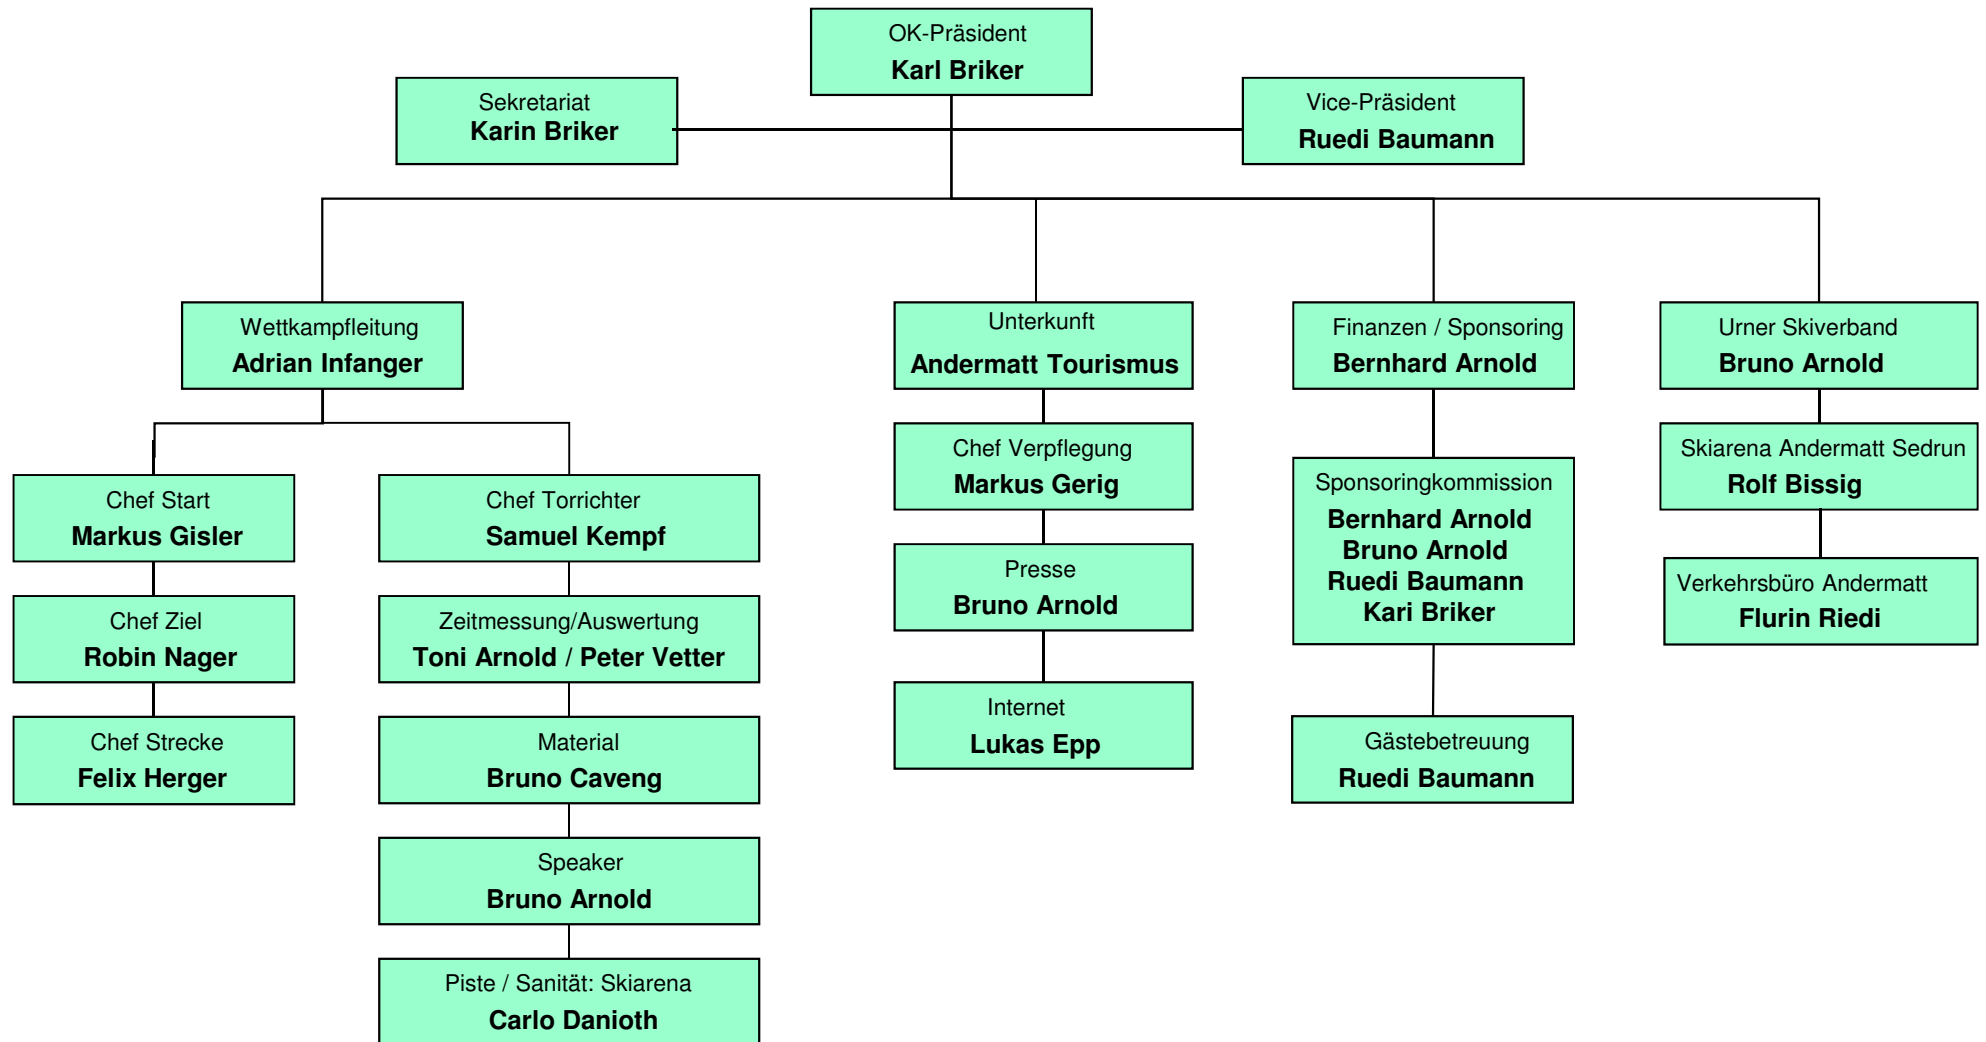 OK-Präsident
Karl Briker
Sekretariat
Karin Briker
Vice-Präsident
Ruedi Baumann
Wettkampfleitung
Adrian Infanger
Unterkunft
Andermatt Tourismus
Finanzen / Sponsoring
Bernhard Arnold
Urner Skiverband
Bruno Arnold
Chef Start
Markus Gisler
Chef Ziel
Robin Nager
Chef Strecke
Felix Herger
Chef Torrichter
Samuel Kempf
Zeitmessung/Auswertung
Toni Arnold / Peter Vetter
Material
Bruno Caveng
Speaker
Bruno Arnold
Piste / Sanität: Skiarena
Carlo Danioth
Chef Verpflegung
Markus Gerig
Presse
Bruno Arnold
Internet
Lukas Epp
Sponsoringkommission
Bernhard Arnold
Bruno Arnold
Ruedi Baumann
Kari Briker
Gästebetreuung
Ruedi Baumann
Skiarena Andermatt Sedrun
Rolf Bissig
Verkehrsbüro Andermatt
Flurin Riedi